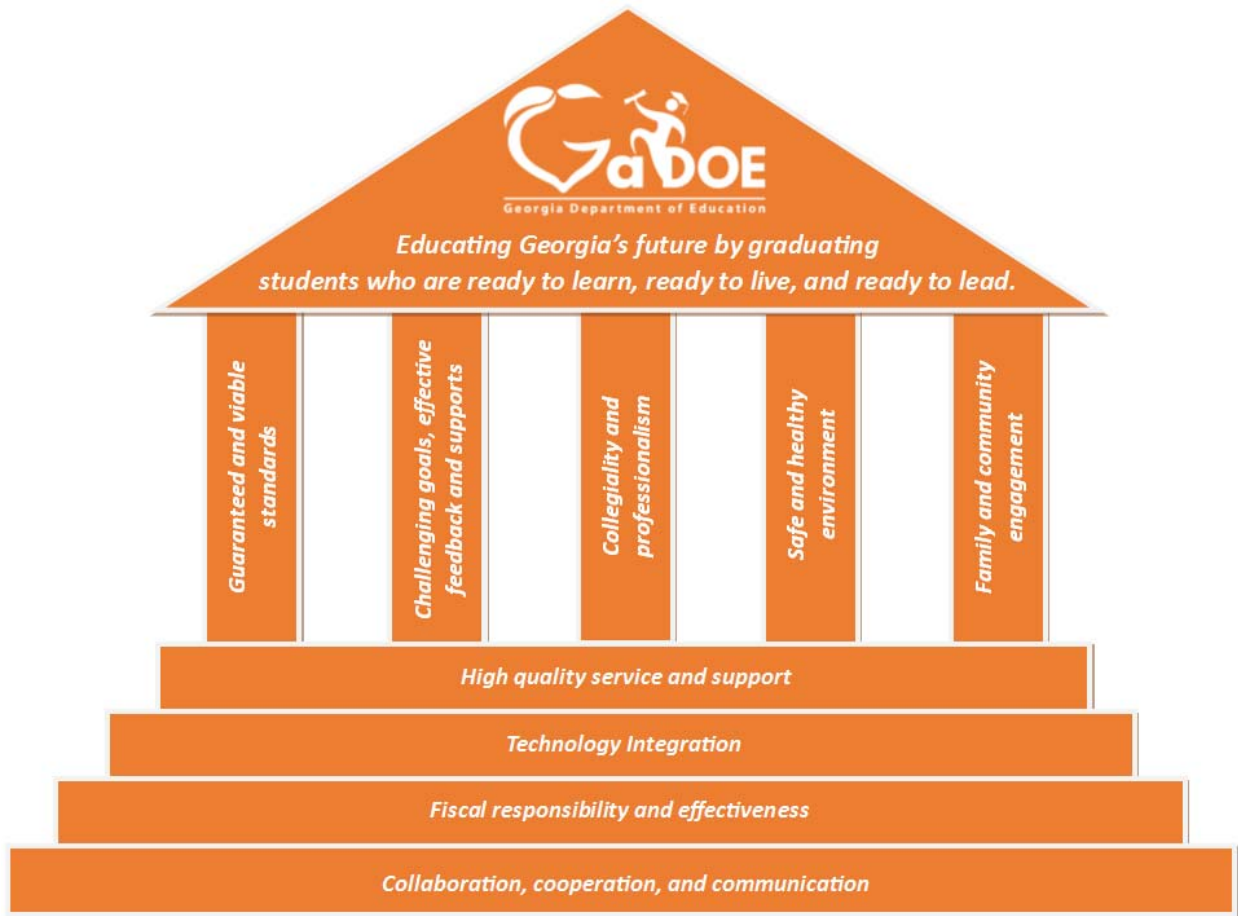 GaDOE
Georgia Department of Education
Educating Georgia's future by graduating
students who are ready to learn, ready to live, and ready to lead.
Guaranteed and viable
standards
Challenging goals, effective
feedback and supports
Collegiality and
professionalism
Safe and healthy
environment
Family and community
engagement
High quality service and support
Technology Integration
Fiscal responsibility and effectiveness
Collaboration, cooperation, and communication